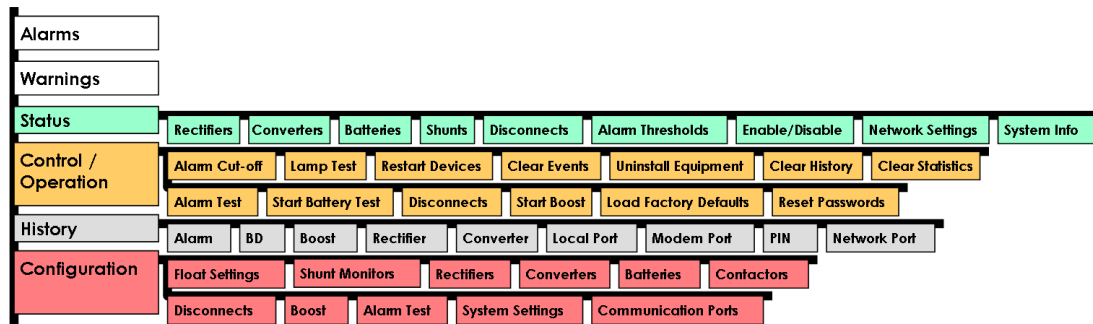 Alarms
Warnings
Status
Rectifiers Converters Batteries Shunts Disconnects Alarm Thresholds Enable/Disable Network Settings System Info
Control /
Operation
Alarm Cut-off Lamp Test Restart Devices Clear Events Uninstall Equipment Clear History Clear Statistics
Alarm Test Start Battery Test Disconnects Start Boost Load Factory Defaults Reset Passwords
History
Alarm BD Boost Rectifier Converter Local Port Modem Port PIN Network Port
Configuration
Float Settings Shunt Monitors Rectifiers Converters Batteries Contactors
Disconnects Boost Alarm Test System Settings Communication Ports